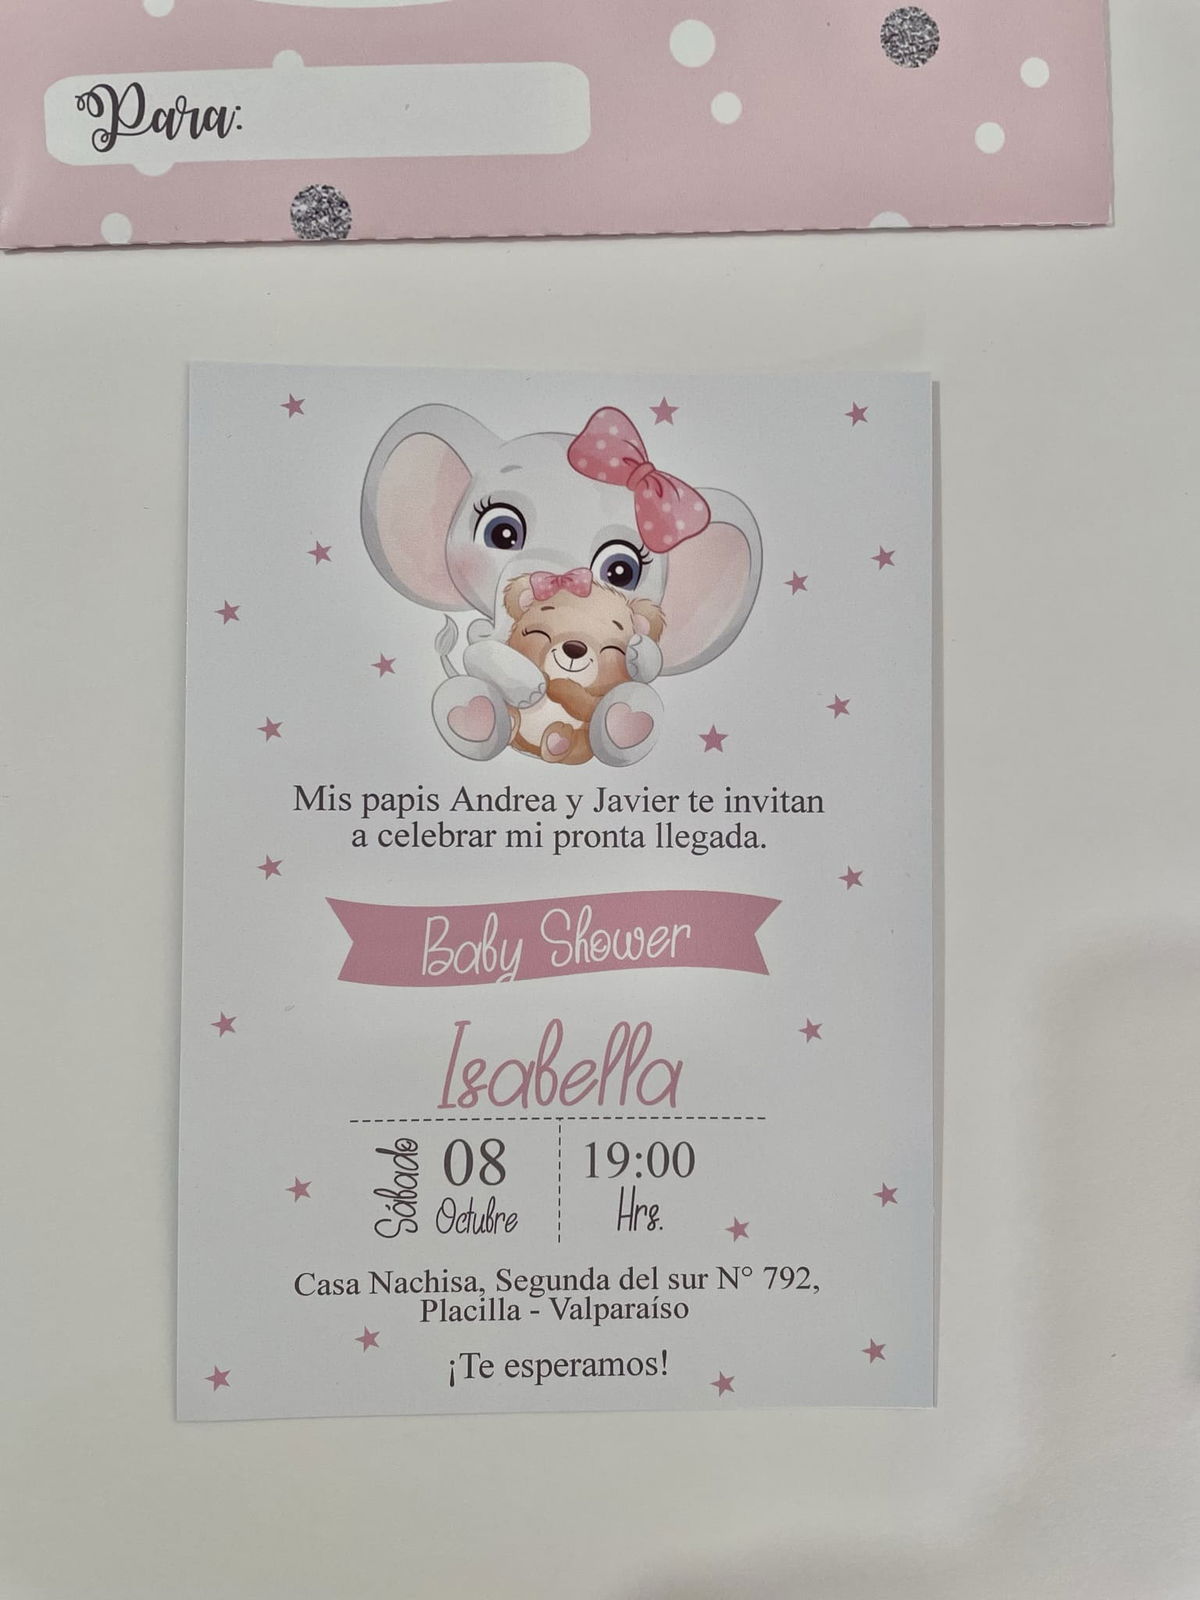 Para:
Mis papis Andrea y Javier te invitan
a celebrar mi pronta llegada.
Baby Shower
Isabella
Sábado
08
Octubre
19:00
Hrs.
Casa Nachisa, Segunda del sur N° 792,
Placilla - Valparaíso
¡Te esperamos!